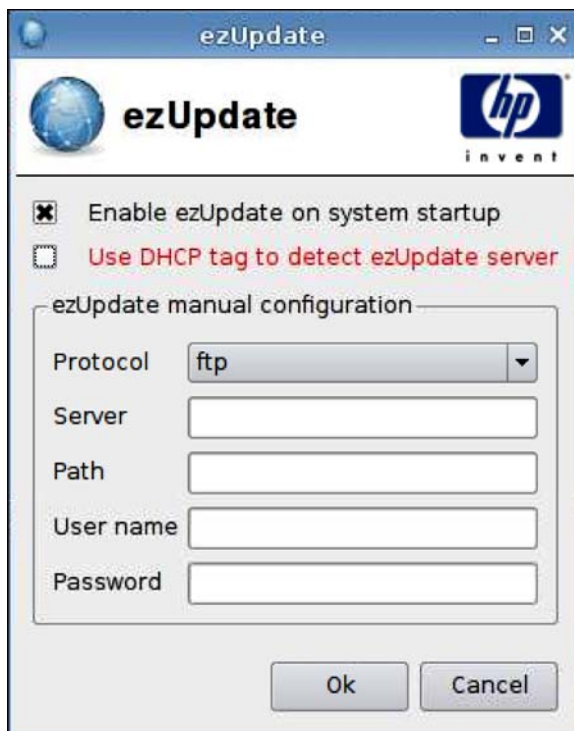 ezUpdate
ezUpdate
hp
invent
Enable ezUpdate on system startup
Use DHCP tag to detect ezUpdate server
ezUpdate manual configuration
Protocol ftp
Server
Path
User name
Password
Ok Cancel